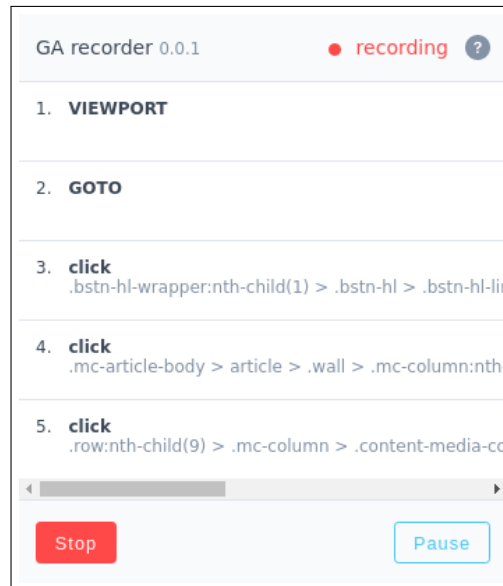 GA recorder 0.0.1 recording ?
1. VIEWPORT
2. GOTO
3. click
.bstn-hl-wrapper:nth-child(1) > .bstn-hl > .bstn-hl-li
4. click
.mc-article-body > article > .wall > .mc-column:nth-
5. click
.row:nth-child(9) > .mc-column > .content-media-co
Stop Pause